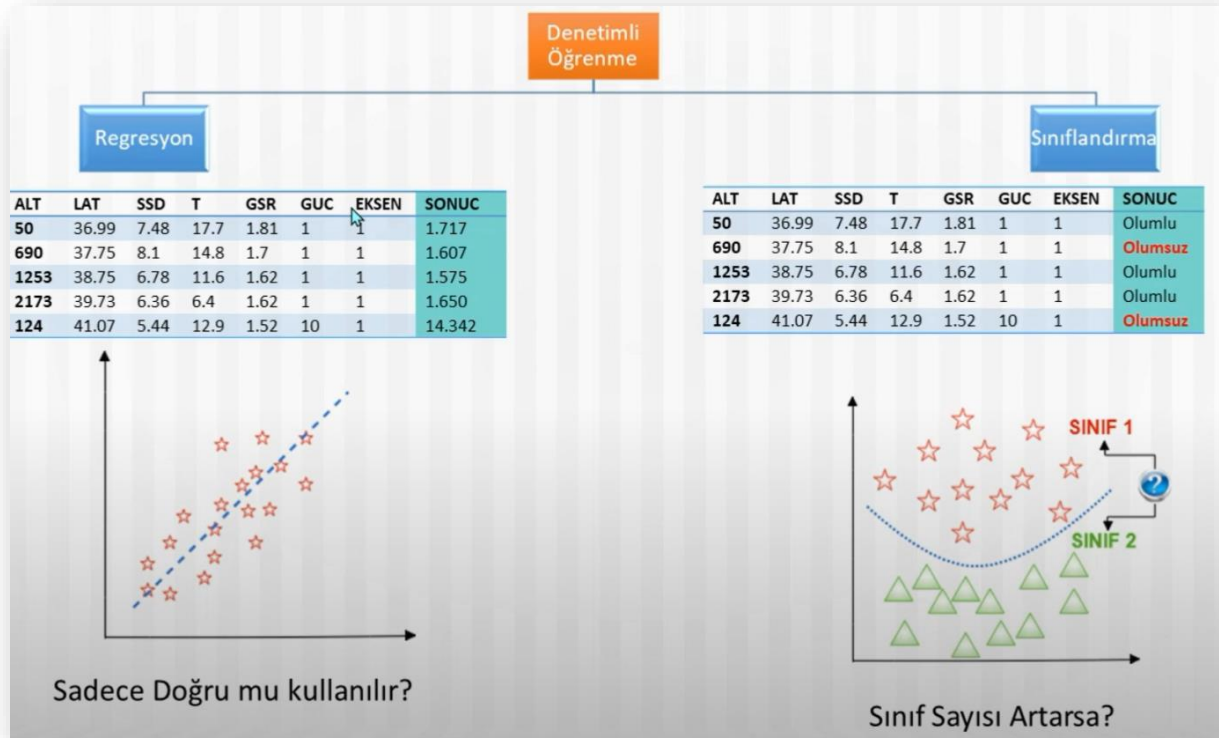 Denetimli
Öğrenme
Regresyon
Sınıflandırma
ALT LAT SSD T GSR GUC EKSEN SONUC
50 36.99 7.48 17.7 1.81 1 1 1.717
690 37.75 8.1 14.8 1.7 1 1 1.607
1253 38.75 6.78 11.6 1.62 1 1 1.575
2173 39.73 6.36 6.4 1.62 1 1 1.650
124 41.07 5.44 12.9 1.52 10 1 14.342
ALT LAT SSD T GSR GUC EKSEN SONUC
50 36.99 7.48 17.7 1.81 1 1 Olumlu
690 37.75 8.1 14.8 1.7 1 1 Olumsuz
1253 38.75 6.78 11.6 1.62 1 1 Olumlu
2173 39.73 6.36 6.4 1.62 1 1 Olumlu
124 41.07 5.44 12.9 1.52 10 1 Olumsuz
SINIF 1
?
SINIF 2
Sadece Doğru mu kullanılır?
Sınıf Sayısı Artarsa?